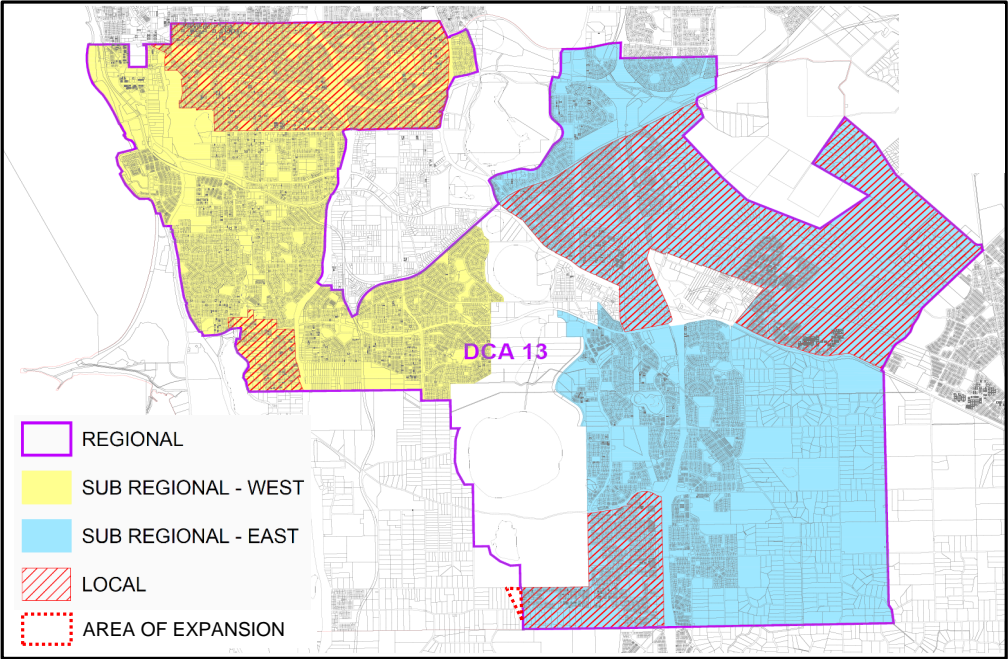 DCA 13
REGIONAL
SUB REGIONAL - WEST
SUB REGIONAL - EAST
LOCAL
AREA OF EXPANSION